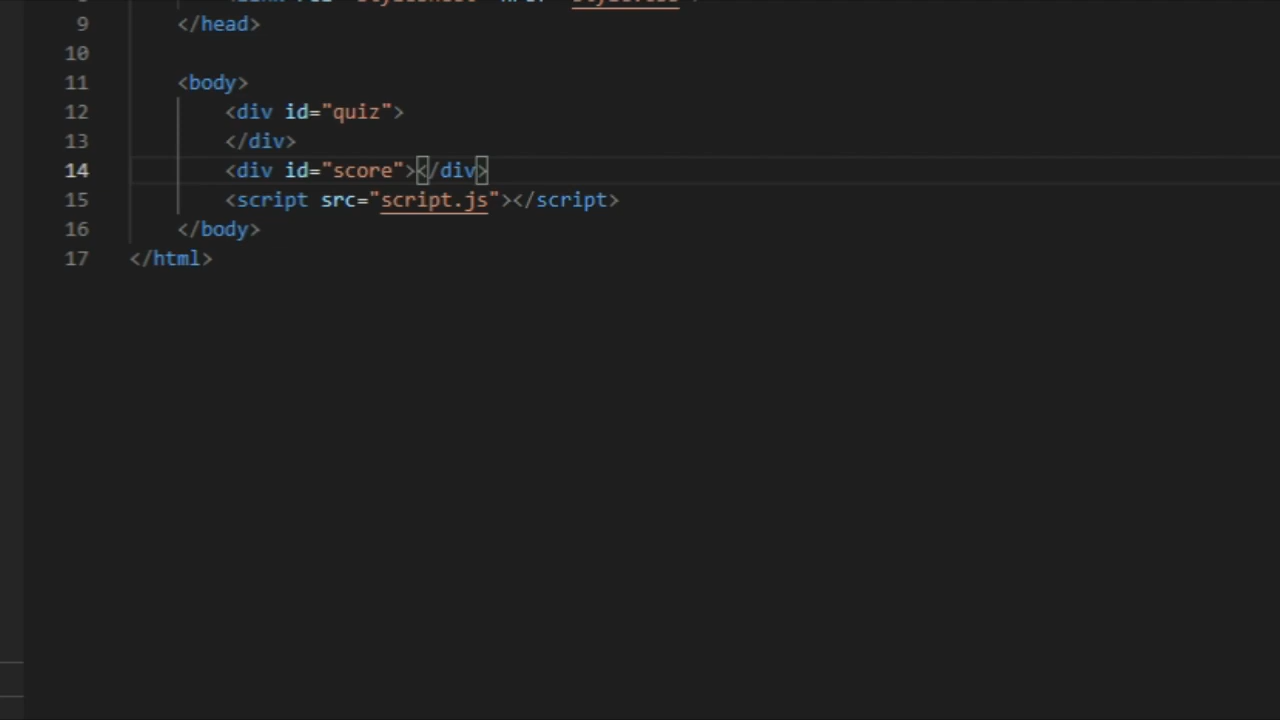 9 </head>
10
11 <body>
12 <div id="quiz">
13 </div>
14 <div id="score"></div>
15 <script src="script.js"></script>
16 </body>
17 </html>